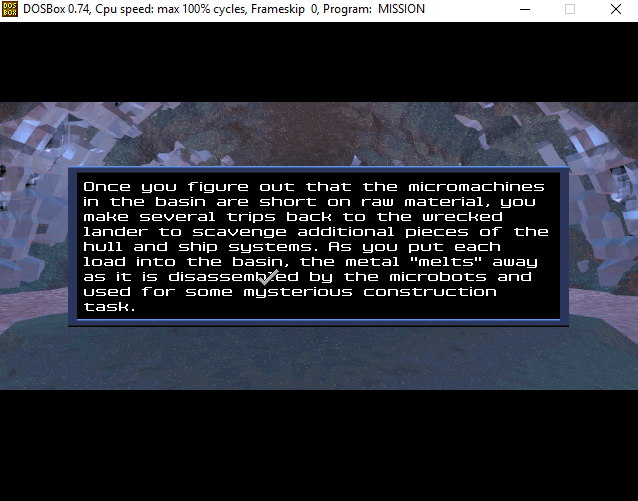 DOS BOX
DOSBox 0.74, Cpu speed: max 100% cycles, Frameskip 0, Program: MISSION
Once you figure out that the micromachines
in the basin are short on raw material, you
make several trips back to the wrecked
lander to scavenge additional pieces of the
hull and ship systems. As you put each
load into the basin, the metal "melts" away
as it is disassembled by the microbots and
used for some mysterious construction
task.